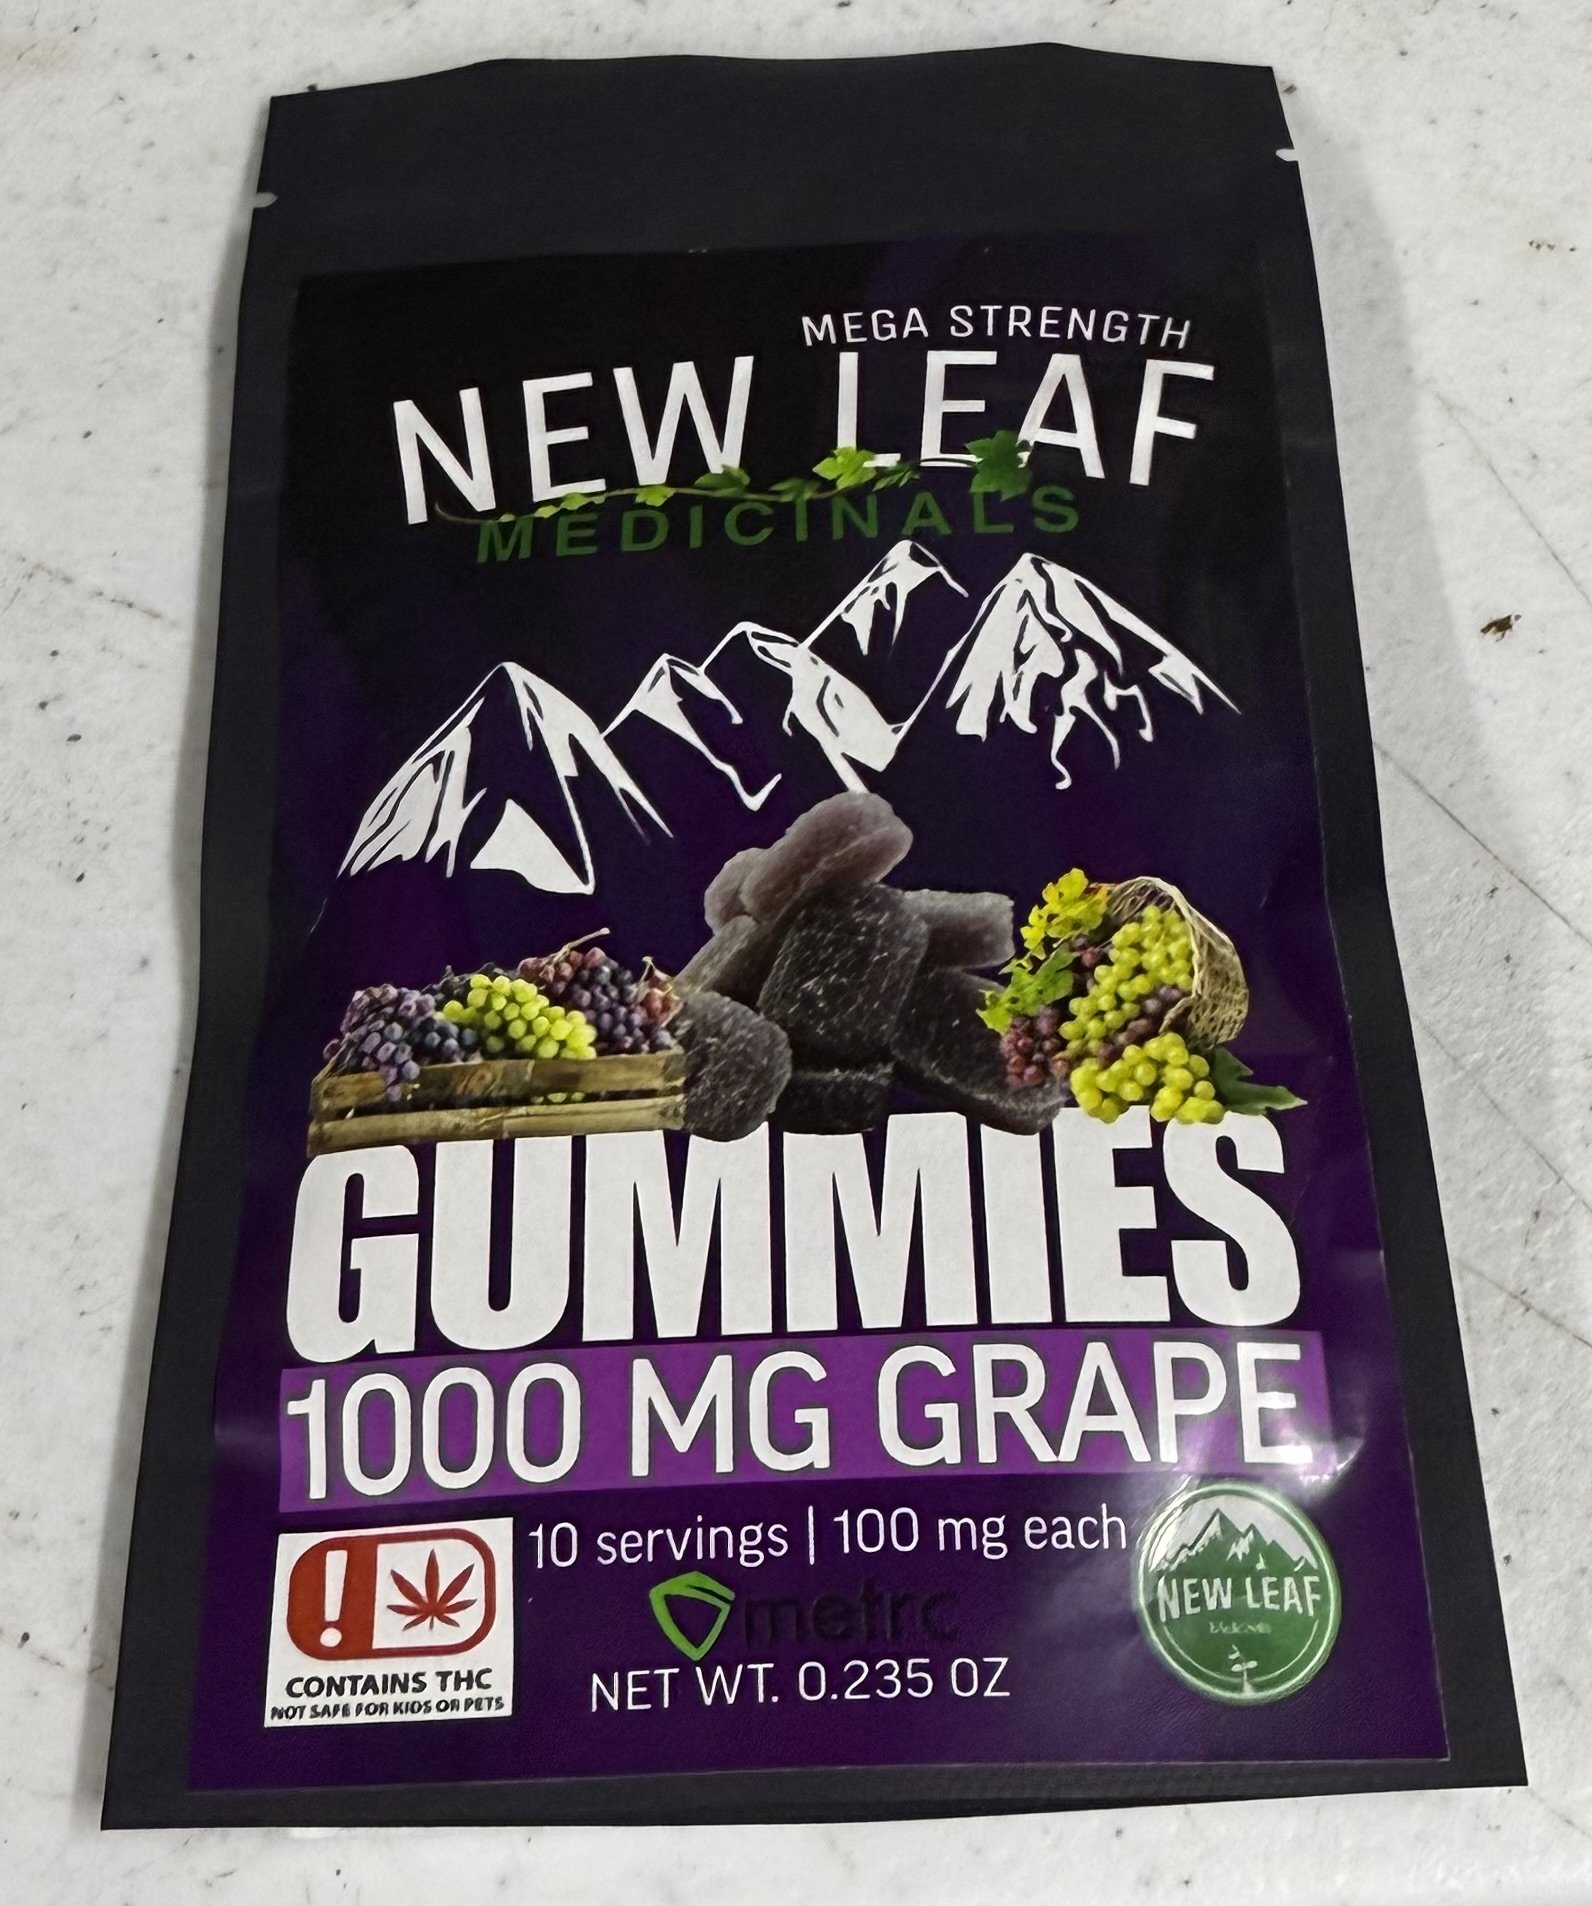 MEGA STRENGTH
NEW LEAF
MEDICINALS
GUMMIES
1000 MG GRAPE
10 servings | 100 mg each
metrc
NET WT. 0.235 OZ
CONTAINS THC
NOT SAFE FOR KIDS OR PETS
NEW LEAF